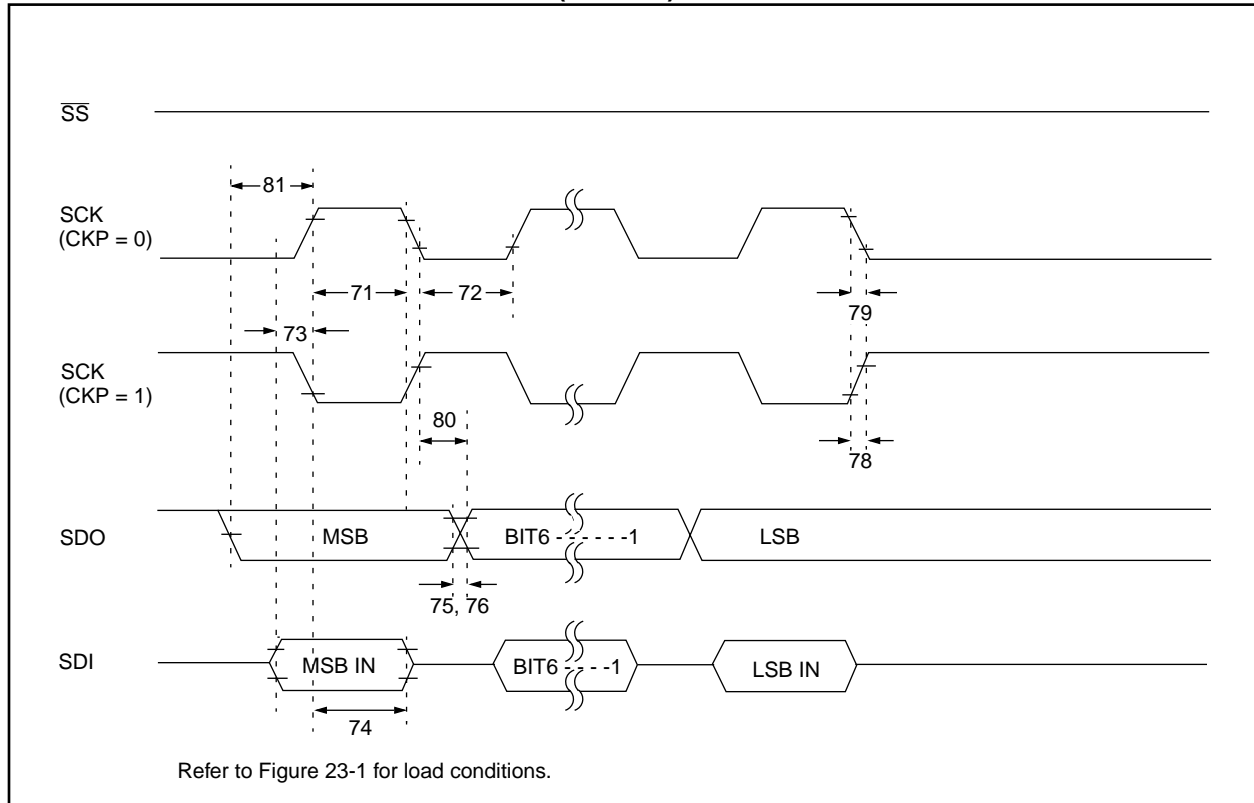 SS
81
SCK
(CKP = 0)
71
72
79
73
SCK
(CKP = 1)
80
78
SDO
MSB
BIT6 - - - - - -1
LSB
75, 76
SDI
MSB IN
BIT6 - - - - -1
LSB IN
74
Refer to Figure 23-1 for load conditions.